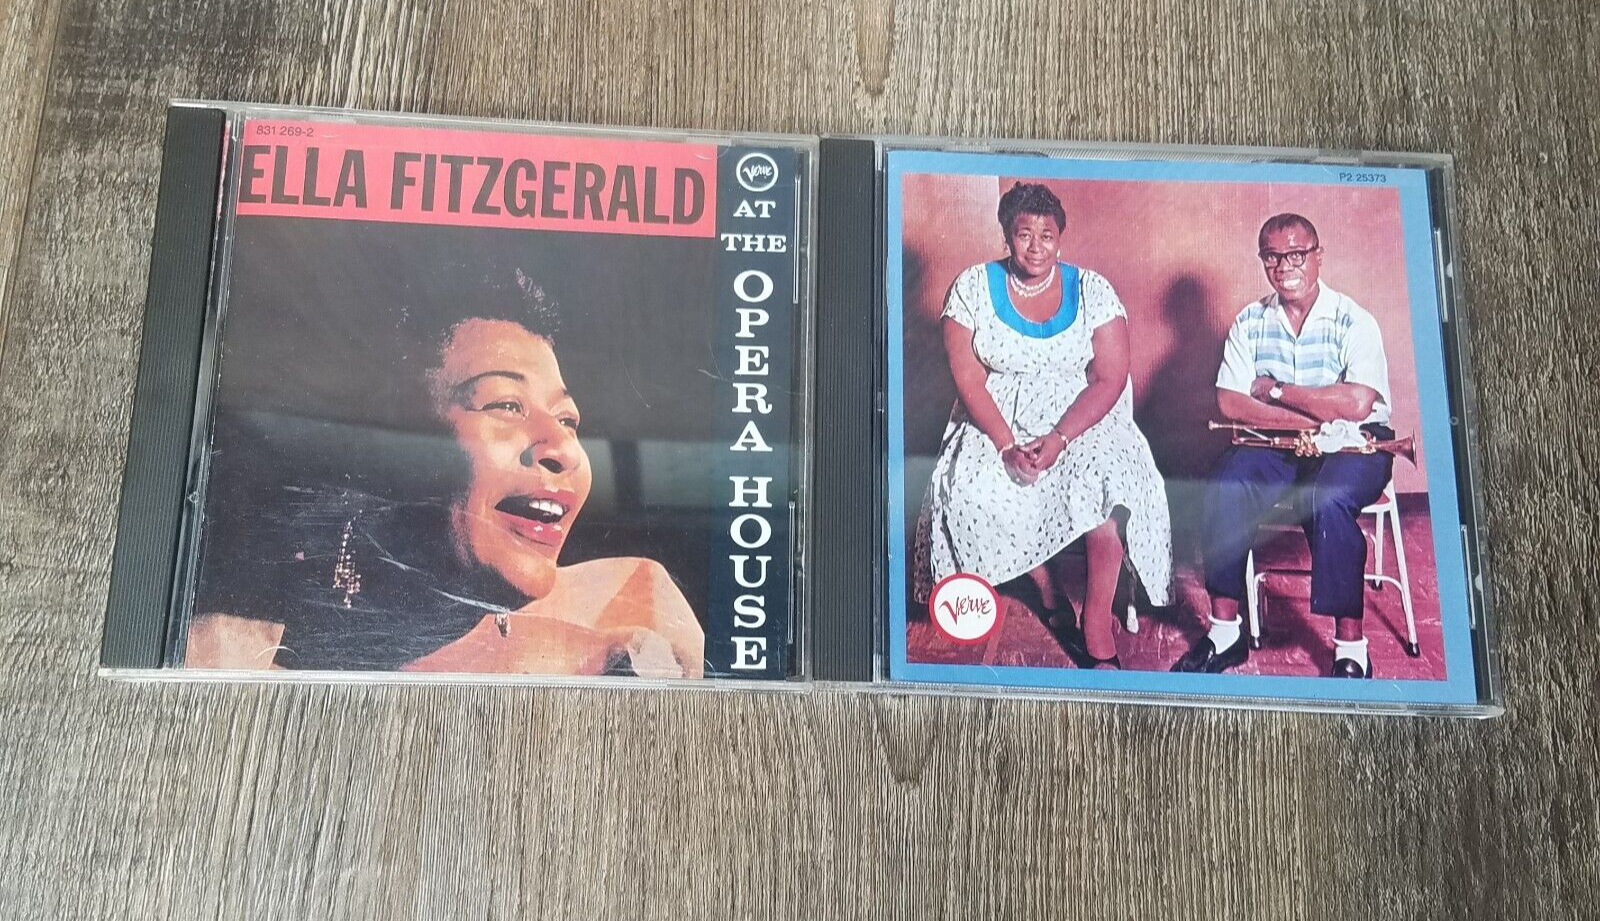 831 269-2
ELLA FITZGERALD
Verve
AT
THE
OPERA
HOUSE
P2 25373
Verve